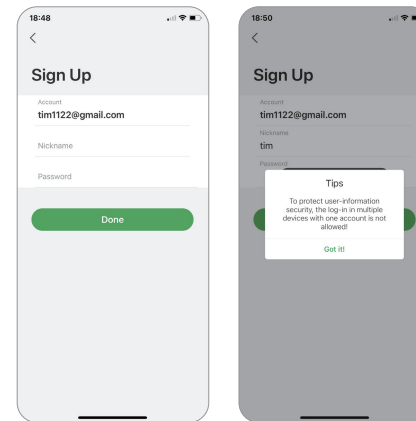 18:48
Sign Up
Account
tim1122@gmail.com
Nickname
Password
Done
18:50
Sign Up
Account
tim1122@gmail.com
Nickname
tim
Password
Tips
To protect user-information
security, the log-in in multiple
devices with one account is not
allowed!
Got it!